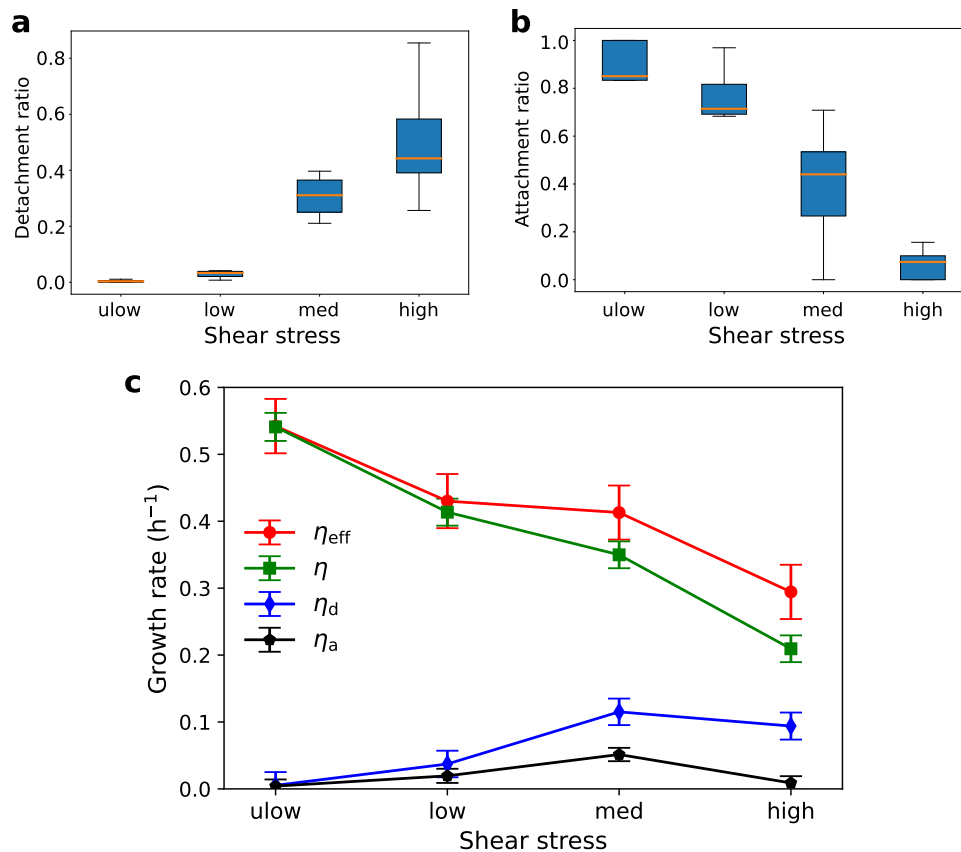 a
Detachment ratio
0.8
0.6
0.4
0.2
0.0
ulow low med high
Shear stress
b
Attachment ratio
1.0
0.8
0.6
0.4
0.2
0.0
ulow low med high
Shear stress
c
Growth rate (h⁻¹)
0.6
0.5
0.4
0.3
0.2
0.1
0.0
η_eff
η
η_d
η_a
ulow low med high
Shear stress